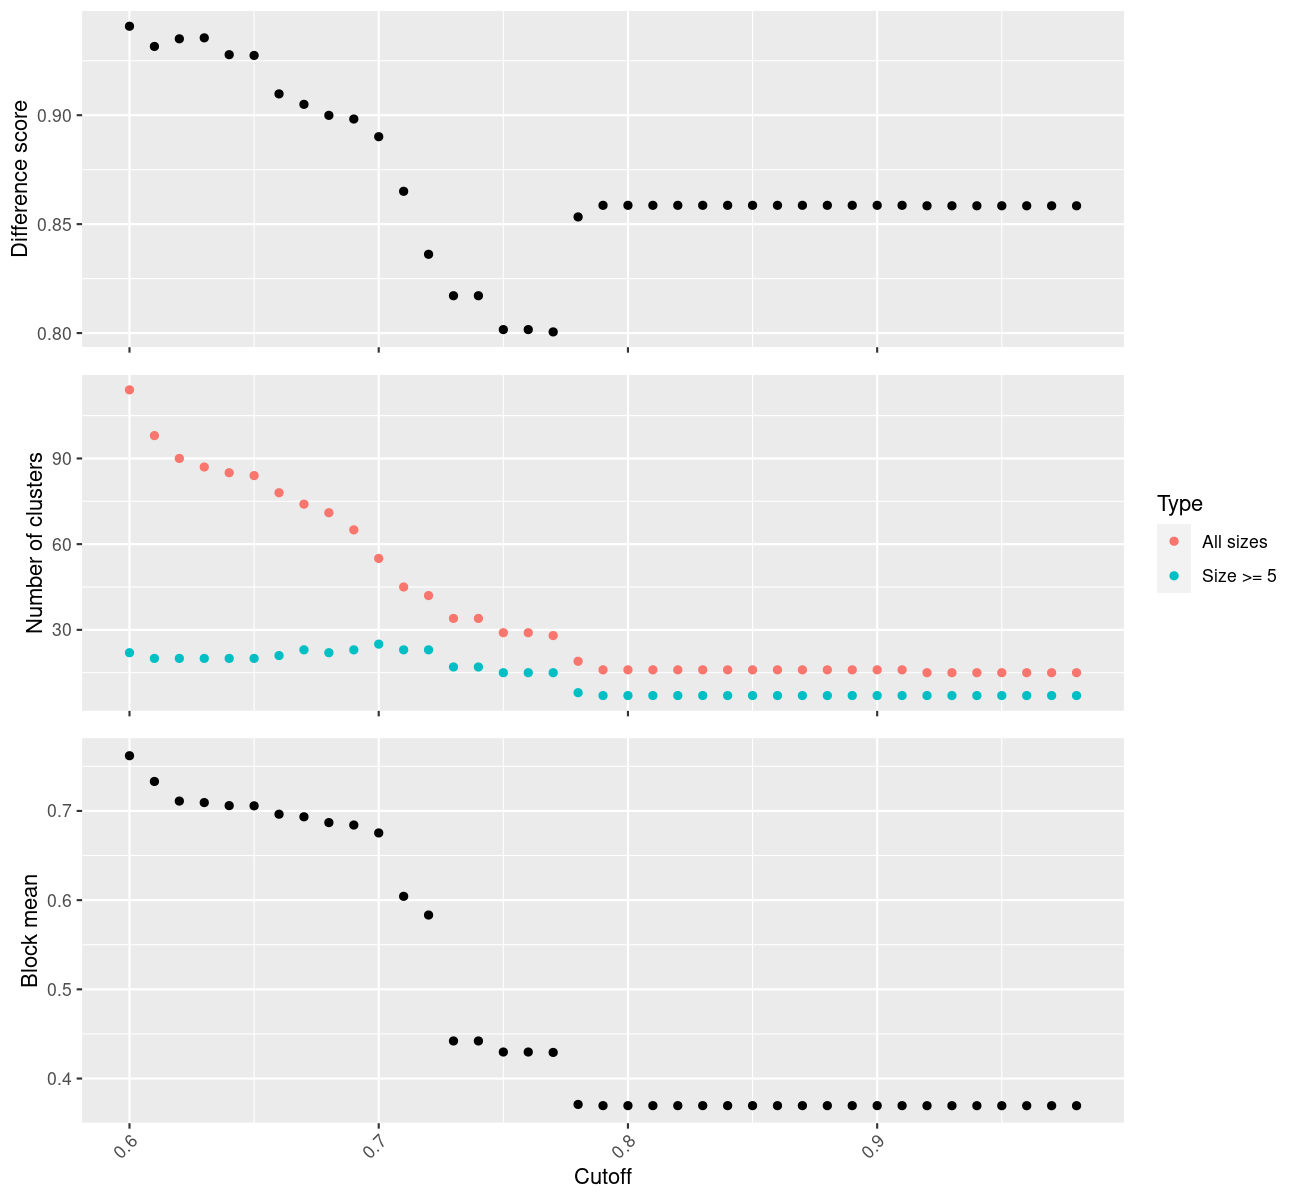 Difference score
0.90
0.85
0.80
Number of clusters
90
60
30
Type
All sizes
Size >= 5
Block mean
0.7
0.6
0.5
0.4
0.6 0.7 0.8 0.9
Cutoff